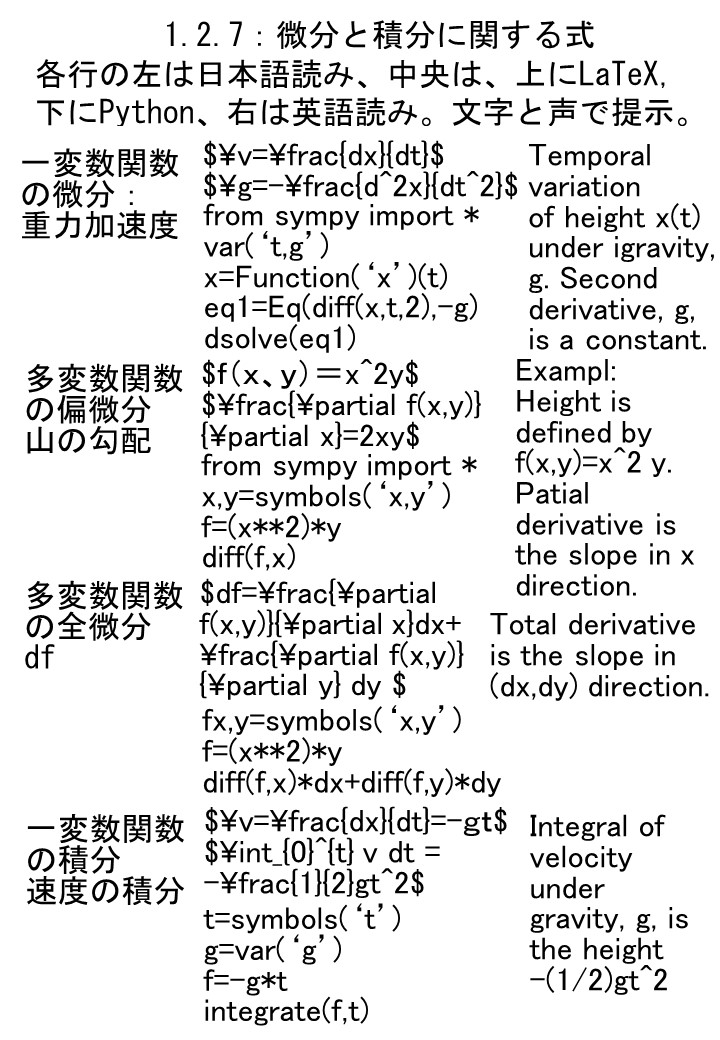 1.2.7：微分と積分に関する式
各行の左は日本語読み、中央は、上にLaTeX,
下にPython、右は英語読み。文字と声で提示。
一変数関数
の微分：
重力加速度
$¥v=¥frac{dx}{dt}$
$¥g=-¥frac{d^2x}{dt^2}$
from sympy import *
var(‘t,g’)
x=Function(‘x’)(t)
eq1=Eq(diff(x,t,2),-g)
dsolve(eq1)
Temporal
variation
of height x(t)
under igravity,
g. Second
derivative, g,
is a constant.
多変数関数
の偏微分
山の勾配
$f(x、y)＝x^2y$
$¥frac{¥partial f(x,y)}
{¥partial x}=2xy$
from sympy import *
x,y=symbols(‘x,y’)
f=(x**2)*y
diff(f,x)
Exampl:
Height is
defined by
f(x,y)=x^2 y.
Patial
derivative is
the slope in x
direction.
多変数関数
の全微分
df
$df=¥frac{¥partial
f(x,y)}{¥partial x}dx+
¥frac{¥partial f(x,y)}
{¥partial y} dy $
fx,y=symbols(‘x,y’)
f=(x**2)*y
diff(f,x)*dx+diff(f,y)*dy
Total derivative
is the slope in
(dx,dy) direction.
一変数関数
の積分
速度の積分
$¥v=¥frac{dx}{dt}=-gt$
$¥int_{0}^{t} v dt =
-¥frac{1}{2}gt^2$
t=symbols(‘t’)
g=var(‘g’)
f=-g*t
integrate(f,t)
Integral of
velocity
under
gravity, g, is
the height
-(1/2)gt^2